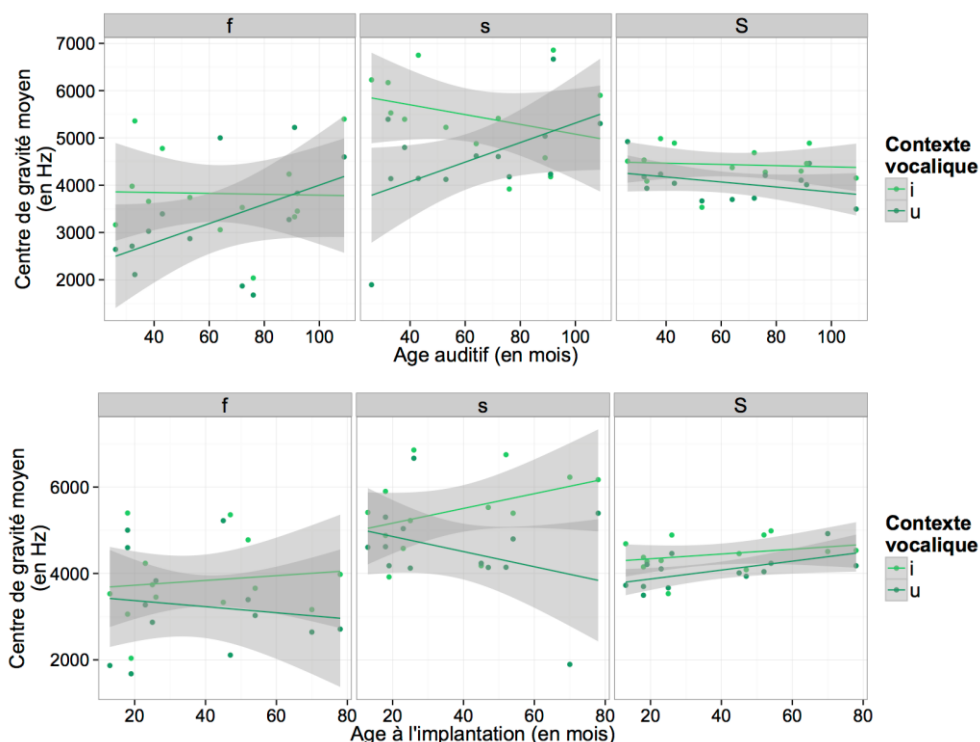 f s S
7000
6000
5000
4000
3000
2000
Centre de gravité moyen
(en Hz)
40 60 80 100 40 60 80 100 40 60 80 100
Age auditif (en mois)
Contexte
vocalique
i
u
f s S
6000
4000
2000
Centre de gravité moyen
(en Hz)
20 40 60 80 20 40 60 80 20 40 60 80
Age à l'implantation (en mois)
Contexte
vocalique
i
u